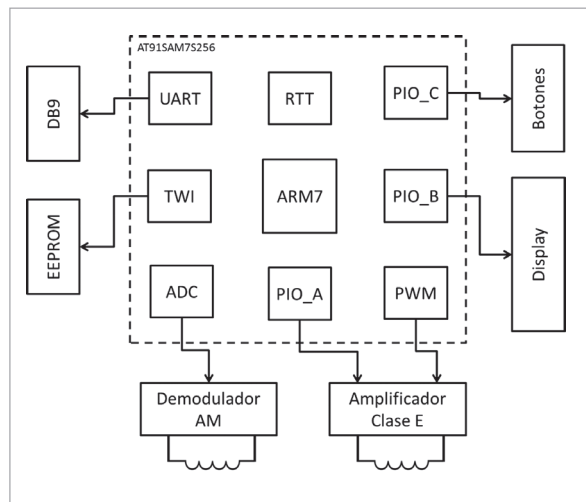 AT91SAM7S256
DB9
UART
RTT
PIO_C
Botones
EEPROM
TWI
ARM7
PIO_B
Display
ADC
PIO_A
PWM
Demodulador
AM
Amplificador
Clase E